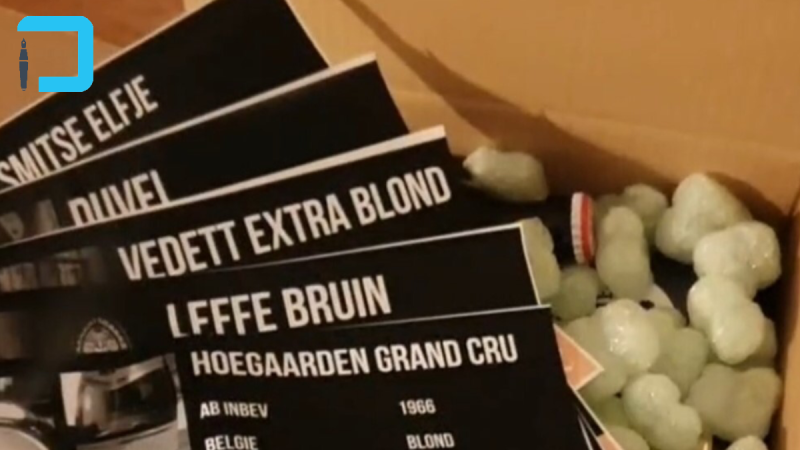 SMITSE ELFJE
DUVEL
VEDETT EXTRA BLOND
LEFFE BRUIN
HOEGAARDEN GRAND CRU
AB INBEV 1966
BELGIE BLOND